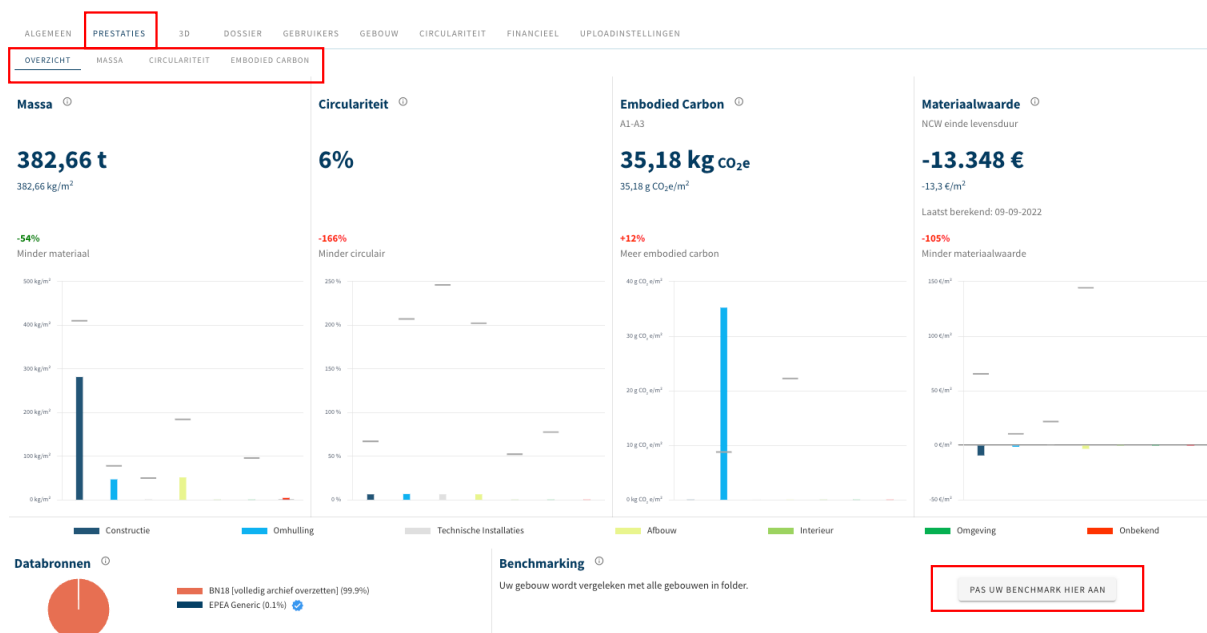 ALGEMEEN PRESTATIES 3D DOSSIER GEBRUIKERS GEBOUW CIRCULARITEIT FINANCIEEL UPLOADINSTELLINGEN
OVERZICHT MASSA CIRCULARITEIT EMBODIED CARBON
Massa
382,66 t
382,66 kg/m²
-54%
Minder materiaal
500 kg/m²
400 kg/m²
300 kg/m²
200 kg/m²
100 kg/m²
0 kg/m²
Circulariteit
6%
-166%
Minder circulair
250 %
200 %
150 %
100 %
50 %
0 %
Embodied Carbon
A1-A3
35,18 kg CO₂e
35,18 g CO₂e/m²
+12%
Meer embodied carbon
40 g CO₂ e/m²
30 g CO₂ e/m²
20 g CO₂ e/m²
10 g CO₂ e/m²
0 kg CO₂ e/m²
Materiaalwaarde
NCW einde levensduur
-13.348 €
-13,3 €/m²
Laatst berekend: 09-09-2022
-105%
Minder materiaalwaarde
150 €/m²
100 €/m²
50 €/m²
0 €/m²
-50 €/m²
Constructie Omhulling Technische Installaties Afbouw Interieur Omgeving Onbekend
Databronnen
BN18 [volledig archief overzetten] (99.9%)
EPEA Generic (0.1%)
Benchmarking
Uw gebouw wordt vergeleken met alle gebouwen in folder.
PAS UW BENCHMARK HIER AAN